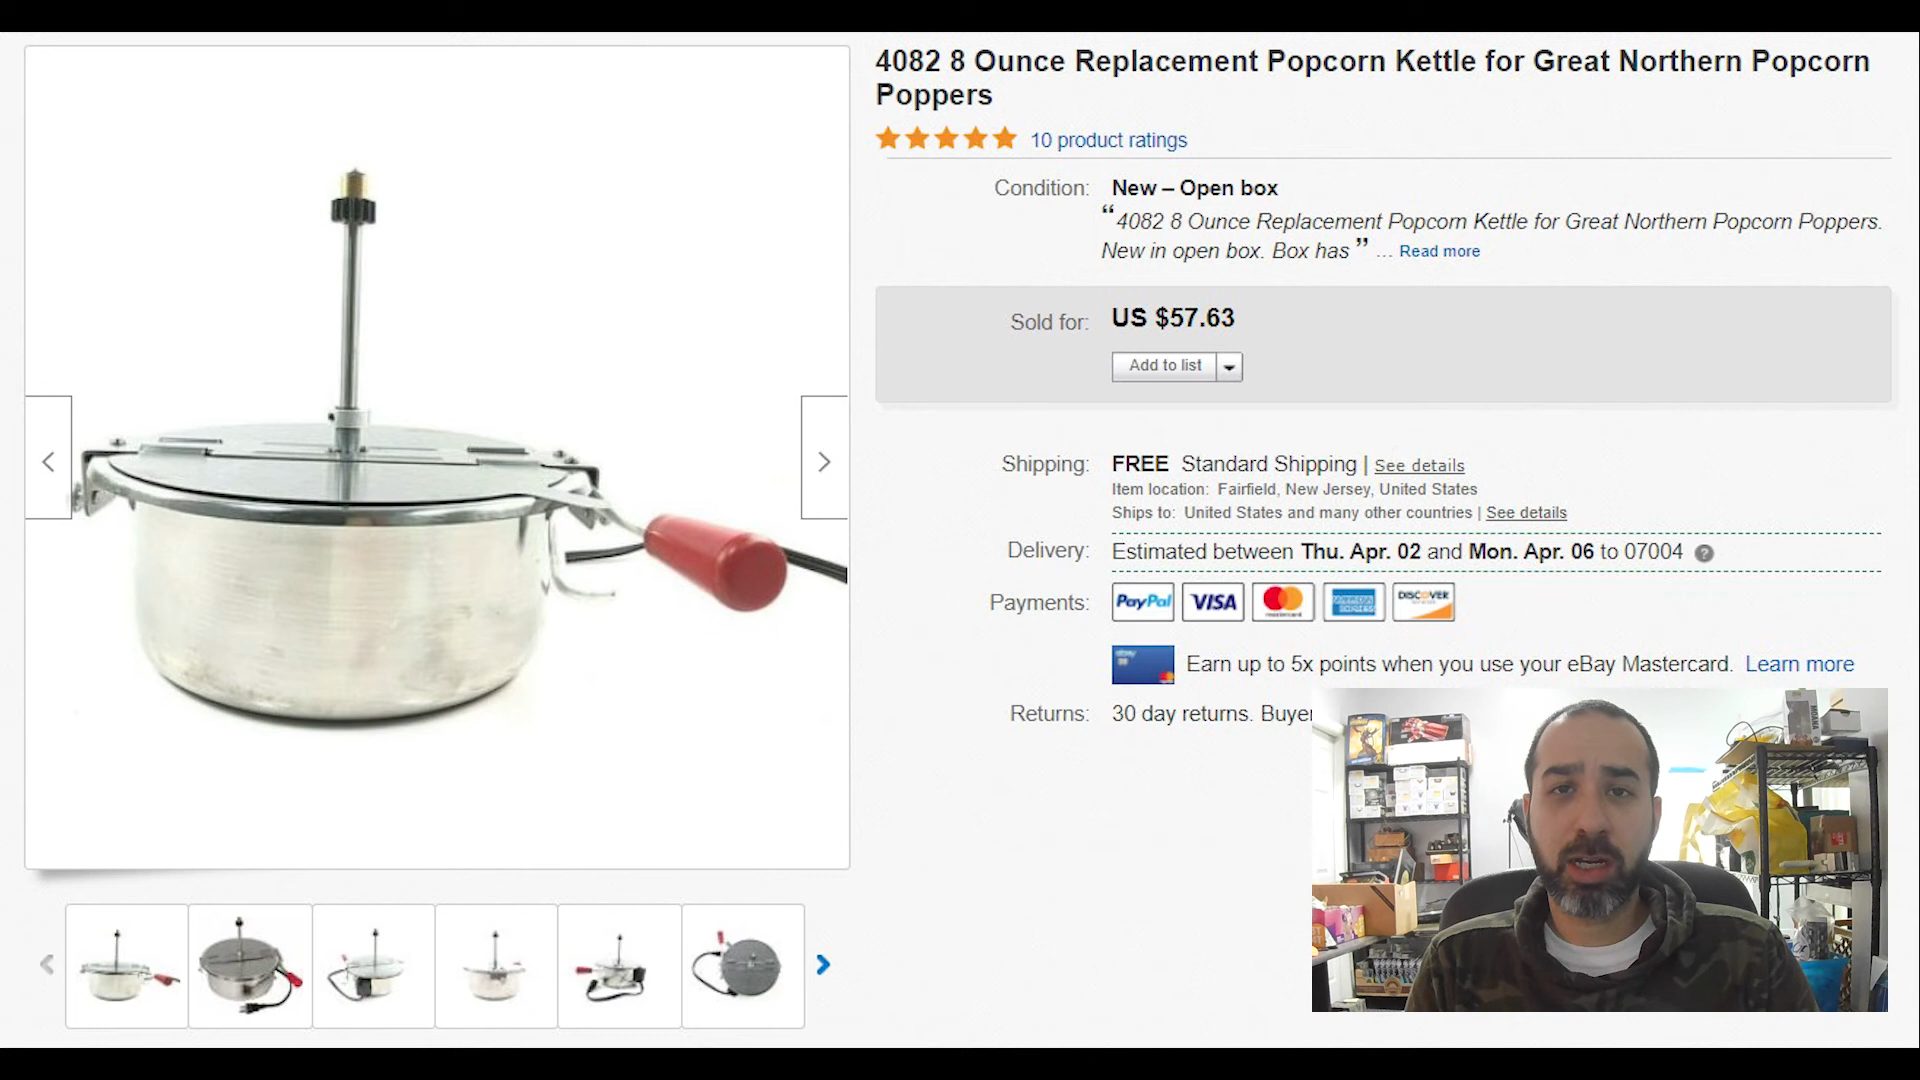 4082 8 Ounce Replacement Popcorn Kettle for Great Northern Popcorn
Poppers
10 product ratings
Condition: New – Open box
“4082 8 Ounce Replacement Popcorn Kettle for Great Northern Popcorn Poppers.
New in open box. Box has ” ... Read more
Sold for: US $57.63
Add to list
Shipping: FREE Standard Shipping | See details
Item location: Fairfield, New Jersey, United States
Ships to: United States and many other countries | See details
Delivery: Estimated between Thu. Apr. 02 and Mon. Apr. 06 to 07004 ?
Payments: PayPal VISA mastercard AMERICAN EXPRESS DISCOVER
ebay Earn up to 5x points when you use your eBay Mastercard. Learn more
Returns: 30 day returns. Buyer